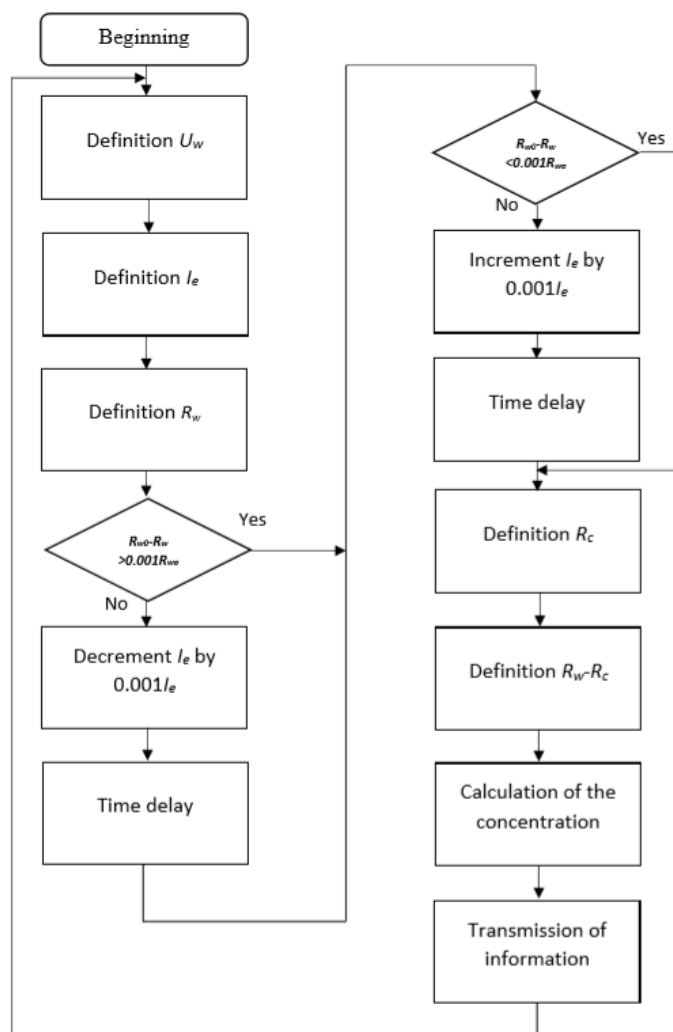 Beginning
Definition U_w
Definition I_e
Definition R_w
R_w0-R_w
>0.001R_we
Yes
No
Decrement I_e by
0.001I_e
Time delay
R_w0-R_w
<0.001R_we
Yes
No
Increment I_e by
0.001I_e
Time delay
Definition R_c
Definition R_w-R_c
Calculation of the
concentration
Transmission of
information